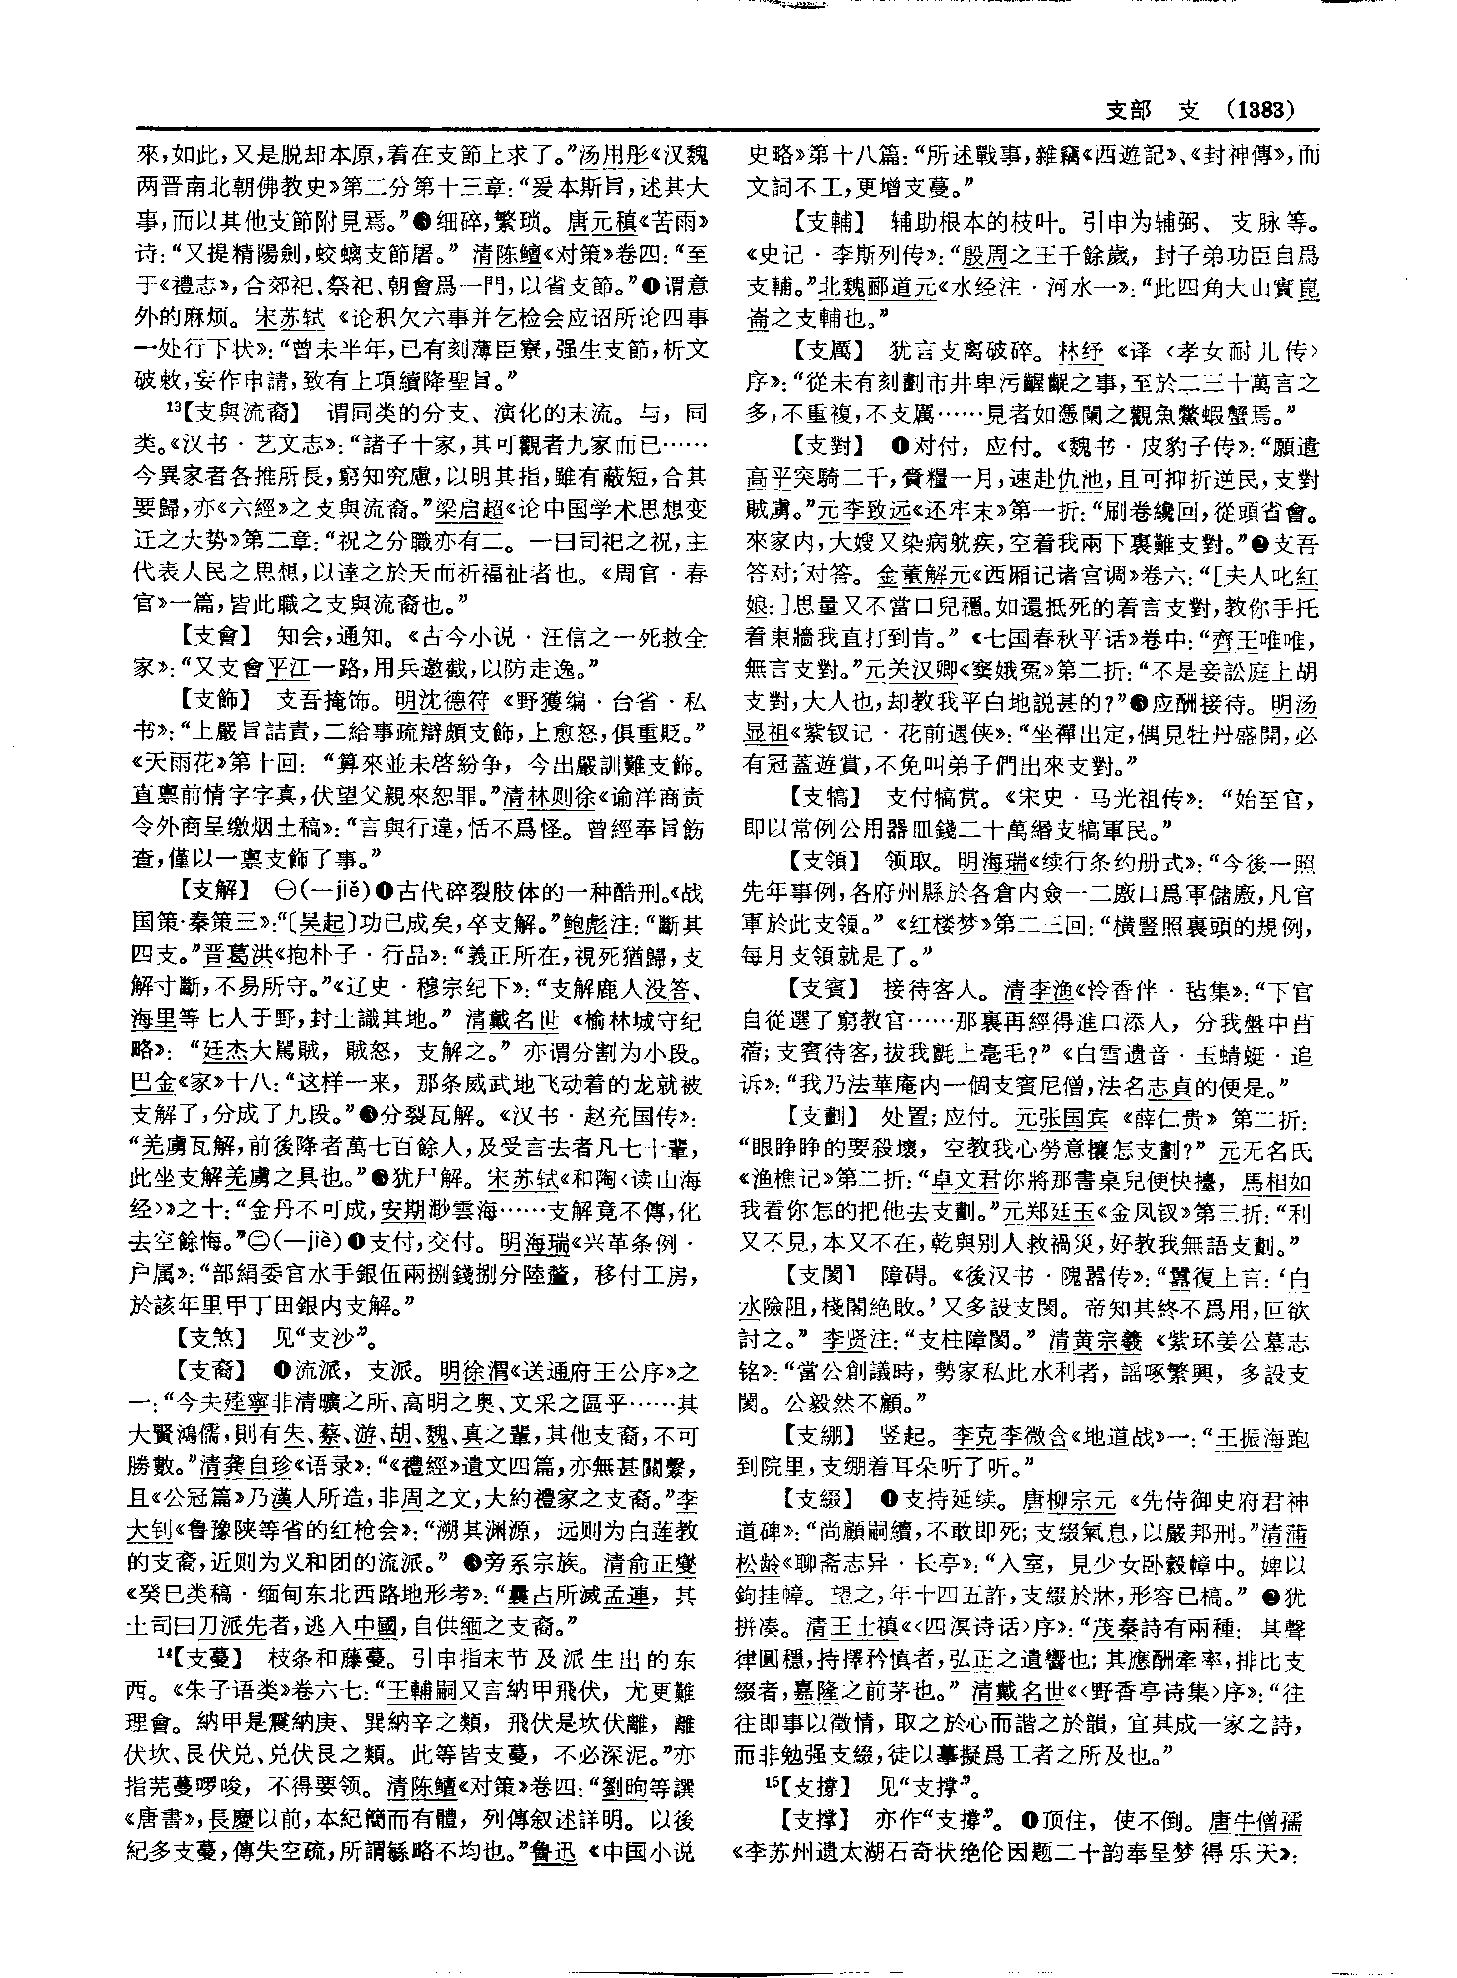 支部　支　(1383)
來,如此,又是脱却本原,着在支節上求了。”汤用彤《汉魏
两晋南北朝佛教史》第二分第十三章:“爰本斯旨,述其大
事,而以其他支節附見焉。”❸细碎,繁琐。唐元稹《苦雨》
诗:“又提精陽劍,蛟螭支節屠。”清陈鳣《对策》卷四:“至
于《禮志》,合郊祀、祭祀、朝會爲一門,以省支節。”❹谓意
外的麻烦。宋苏轼《论积欠六事并乞检会应诏所论四事
一处行下状》:“曾未半年,已有刻薄臣寮,强生支節,析文
破敕,妄作申請,致有上項續降聖旨。”
¹³【支與流裔】　谓同类的分支、演化的末流。与,同
类。《汉书·艺文志》:“諸子十家,其可觀者九家而已……
今異家者各推所長,窮知究慮,以明其指,雖有蔽短,合其
要歸,亦《六經》之支與流裔。”梁启超《论中国学术思想变
迁之大势》第二章:“祝之分職亦有二。一曰司祀之祝,主
代表人民之思想,以達之於天而祈福祉者也。《周官·春
官》一篇,皆此職之支與流裔也。”
【支會】　知会,通知。《古今小说·汪信之一死救全
家》:“又支會平江一路,用兵邀截,以防走逸。”
【支飾】　支吾掩饰。明沈德符《野獲编·台省·私
书》:“上嚴旨詰責,二給事疏辯頗支飾,上愈怒,俱重貶。”
《天雨花》第十回:“算來並未啓紛争,今出嚴訓難支飾。
直禀前情字字真,伏望父親來恕罪。”清林则徐《谕洋商责
令外商呈缴烟土稿》:“言與行違,恬不爲怪。曾經奉旨飭
查,僅以一禀支飾了事。”
【支解】　㊀(—jiě)❶古代碎裂肢体的一种酷刑。《战
国策·秦策三》:“〔吴起〕功已成矣,卒支解。”鲍彪注:“斷其
四支。”晋葛洪《抱朴子·行品》:“義正所在,視死猶歸,支
解寸斷,不易所守。”《辽史·穆宗纪下》:“支解鹿人没答、
海里等七人于野,封土識其地。”清戴名世《榆林城守纪
略》:“廷杰大駡賊,賊怒,支解之。”亦谓分割为小段。
巴金《家》十八:“这样一来,那条威武地飞动着的龙就被
支解了,分成了九段。”❷分裂瓦解。《汉书·赵充国传》:
“羌虜瓦解,前後降者萬七百餘人,及受言去者凡七十輩,
此坐支解羌虜之具也。”❸犹尸解。宋苏轼《和陶〈读山海
经〉》之十:“金丹不可成,安期渺雲海……支解竟不傳,化
去空餘悔。”㊁(—jiè)❶支付,交付。明海瑞《兴革条例·
户属》:“部絹委官水手銀伍兩捌錢捌分陸釐,移付工房,
於該年里甲丁田銀内支解。”
【支煞】　见“支沙”。
【支裔】　❶流派,支派。明徐渭《送通府王公序》之
一:“今夫陞寧非清曠之所、高明之奥、文采之區乎……其
大賢鴻儒,則有朱、蔡、游、胡、魏、真之輩,其他支裔,不可
勝數。”清龚自珍《语录》:“《禮經》遺文四篇,亦無甚關繫,
且《公冠篇》乃漢人所造,非周之文,大約禮家之支裔。”李
大钊《鲁豫陕等省的红枪会》:“溯其渊源,远则为白莲教
的支裔,近则为义和团的流派。”❷旁系宗族。清俞正燮
《癸巳类稿·缅甸东北西路地形考》:“曩占所滅孟連,其
土司曰刀派先者,逃入中國,自供缅之支裔。”
¹⁴【支蔓】　枝条和藤蔓。引申指末节及派生出的东
西。《朱子语类》卷六七:“王輔嗣又言納甲飛伏,尤更難
理會。納甲是震納庚、巽納辛之類,飛伏是坎伏離,離
伏坎、艮伏兑、兑伏艮之類。此等皆支蔓,不必深泥。”亦
指芜蔓啰唆,不得要领。清陈鳣《对策》卷四:“劉昫等譔
《唐書》,長慶以前,本紀簡而有體,列傳叙述詳明。以後
紀多支蔓,傳失空疏,所謂繇略不均也。”鲁迅《中国小说
史略》第十八篇:“所述戰事,雜竊《西遊記》、《封神傳》,而
文詞不工,更增支蔓。”
【支輔】　辅助根本的枝叶。引申为辅弼、支脉等。
《史记·李斯列传》:“殷周之王千餘歲,封子弟功臣自爲
支輔。”北魏郦道元《水经注·河水一》:“此四角大山實崑
崙之支輔也。”
【支厲】　犹言支离破碎。林纾《译〈孝女耐儿传〉
序》:“從未有刻劃市井卑污齷齪之事,至於二三十萬言之
多,不重複,不支厲……見者如憑闌之觀魚鱉蝦蟹焉。”
【支對】　❶对付,应付。《魏书·皮豹子传》:“願遣
高平突騎二千,賫糧一月,速赴仇池,且可抑折逆民,支對
賊虜。”元李致远《还牢末》第一折:“刷卷纔回,從頭省會。
來家内,大嫂又染病躭疾,空着我兩下裏難支對。”❷支吾
答对;对答。金董解元《西厢记诸宫调》卷六:“[夫人叱紅
娘:]思量又不當口兒穩。如還抵死的着言支對,教你手托
着東牆我直打到肯。”《七国春秋平话》卷中:“齊王唯唯,
無言支對。”元关汉卿《窦娥冤》第二折:“不是妾訟庭上胡
支對,大人也,却教我平白地説甚的?”❸应酬接待。明汤
显祖《紫钗记·花前遇侠》:“坐禪出定,偶見牡丹盛開,必
有冠蓋遊賞,不免叫弟子們出來支對。”
【支犒】　支付犒赏。《宋史·马光祖传》:“始至官,
即以常例公用器皿錢二十萬緡支犒軍民。”
【支領】　领取。明海瑞《续行条约册式》:“今後一照
先年事例,各府州縣於各倉内僉一二廒口爲軍儲廒,凡官
軍於此支領。”《红楼梦》第二三回:“横豎照裏頭的規例,
每月支領就是了。”
【支賓】　接待客人。清李渔《怜香伴·毡集》:“下官
自從選了窮教官……那裏再經得進口添人,分我盤中苜
蓿;支賓待客,拔我氈上毫毛?”《白雪遗音·玉蜻蜓·追
诉》:“我乃法華庵内一個支賓尼僧,法名志貞的便是。”
【支劃】　处置;应付。元张国宾《薛仁贵》第二折:
“眼睁睁的要殺壞,空教我心勞意攘怎支劃?”元无名氏
《渔樵记》第二折:“卓文君你將那書桌兒便快擡,馬相如
我看你怎的把他去支劃。”元郑廷玉《金凤钗》第三折:“利
又不見,本又不在,乾與别人救禍災,好教我無語支劃。”
【支閡】　障碍。《後汉书·隗嚣传》:“囂復上言:‘白
水險阻,棧閣絶敗。’又多設支閡。帝知其終不爲用,叵欲
討之。”李贤注:“支柱障閡。”清黄宗羲《紫环姜公墓志
铭》:“當公創議時,勢家私此水利者,謡啄繁興,多設支
閡。公毅然不顧。”
【支綳】　竖起。李克李微含《地道战》一:“王振海跑
到院里,支绷着耳朵听了听。”
【支綴】　❶支持延续。唐柳宗元《先侍御史府君神
道碑》:“尚顧嗣續,不敢即死;支綴氣息,以嚴邦刑。”清蒲
松龄《聊斋志异·长亭》:“入室,見少女卧縠幛中。婢以
鉤挂幛。望之,年十四五許,支綴於牀,形容已槁。”❷犹
拼凑。清王士禛《〈四溟诗话〉序》:“茂秦詩有兩種:其聲
律圓穩,持擇矜慎者,弘正之遺響也;其應酬牽率,排比支
綴者,嘉隆之前茅也。”清戴名世《〈野香亭诗集〉序》:“往
往即事以徵情,取之於心而諧之於韻,宜其成一家之詩,
而非勉强支綴,徒以摹擬爲工者之所及也。”
¹⁵【支撐】　见“支撑”。
【支撑】　亦作“支撐”。❶顶住,使不倒。唐牛僧孺
《李苏州遗太湖石奇状绝伦因题二十韵奉呈梦得乐天》: